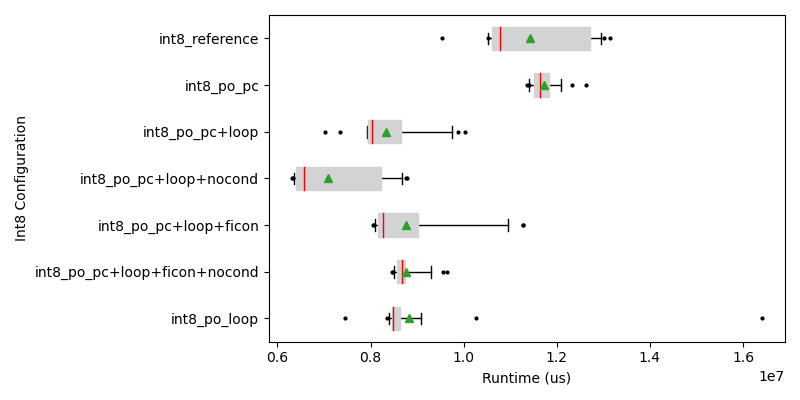 Int8 Configuration
int8_reference
int8_po_pc
int8_po_pc+loop
int8_po_pc+loop+nocond
int8_po_pc+loop+ficon
int8_po_pc+loop+ficon+nocond
int8_po_loop
0.6 0.8 1.0 1.2 1.4 1.6
Runtime (us)
1e7